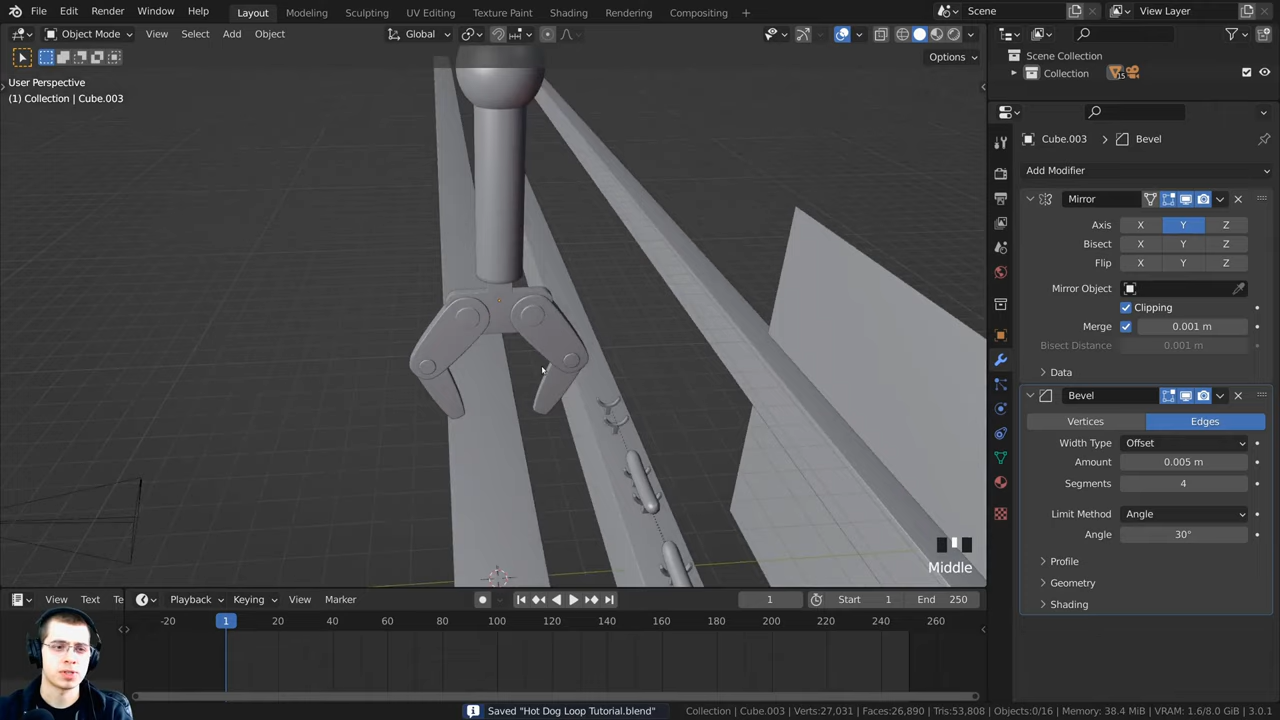 File Edit Render Window Help Layout Modeling Sculpting UV Editing Texture Paint Shading Rendering Compositing + Scene View Layer
Object Mode View Select Add Object Global
Options
User Perspective
(1) Collection | Cube.003
Scene Collection
Collection 15
Cube.003 > Bevel
Add Modifier
Mirror
Axis X Y Z
Bisect X Y Z
Flip X Y Z
Mirror Object
Clipping
Merge 0.001 m
Bisect Distance 0.001 m
Data
Bevel
Vertices Edges
Width Type Offset
Amount 0.005 m
Segments 4
Limit Method Angle
Angle 30°
Profile
Geometry
Shading
Middle
View Text Playback Keying View Marker 1 Start 1 End 250
-20 1 20 40 60 80 100 120 140 160 180 200 220 240 260
Saved "Hot Dog Loop Tutorial.blend" Collection | Cube.003 | Verts:27,031 | Faces:26,890 | Tris:53,808 | Objects:0/16 | Memory: 38.4 MiB | VRAM: 1.6/8.0 GiB | 3.0.1